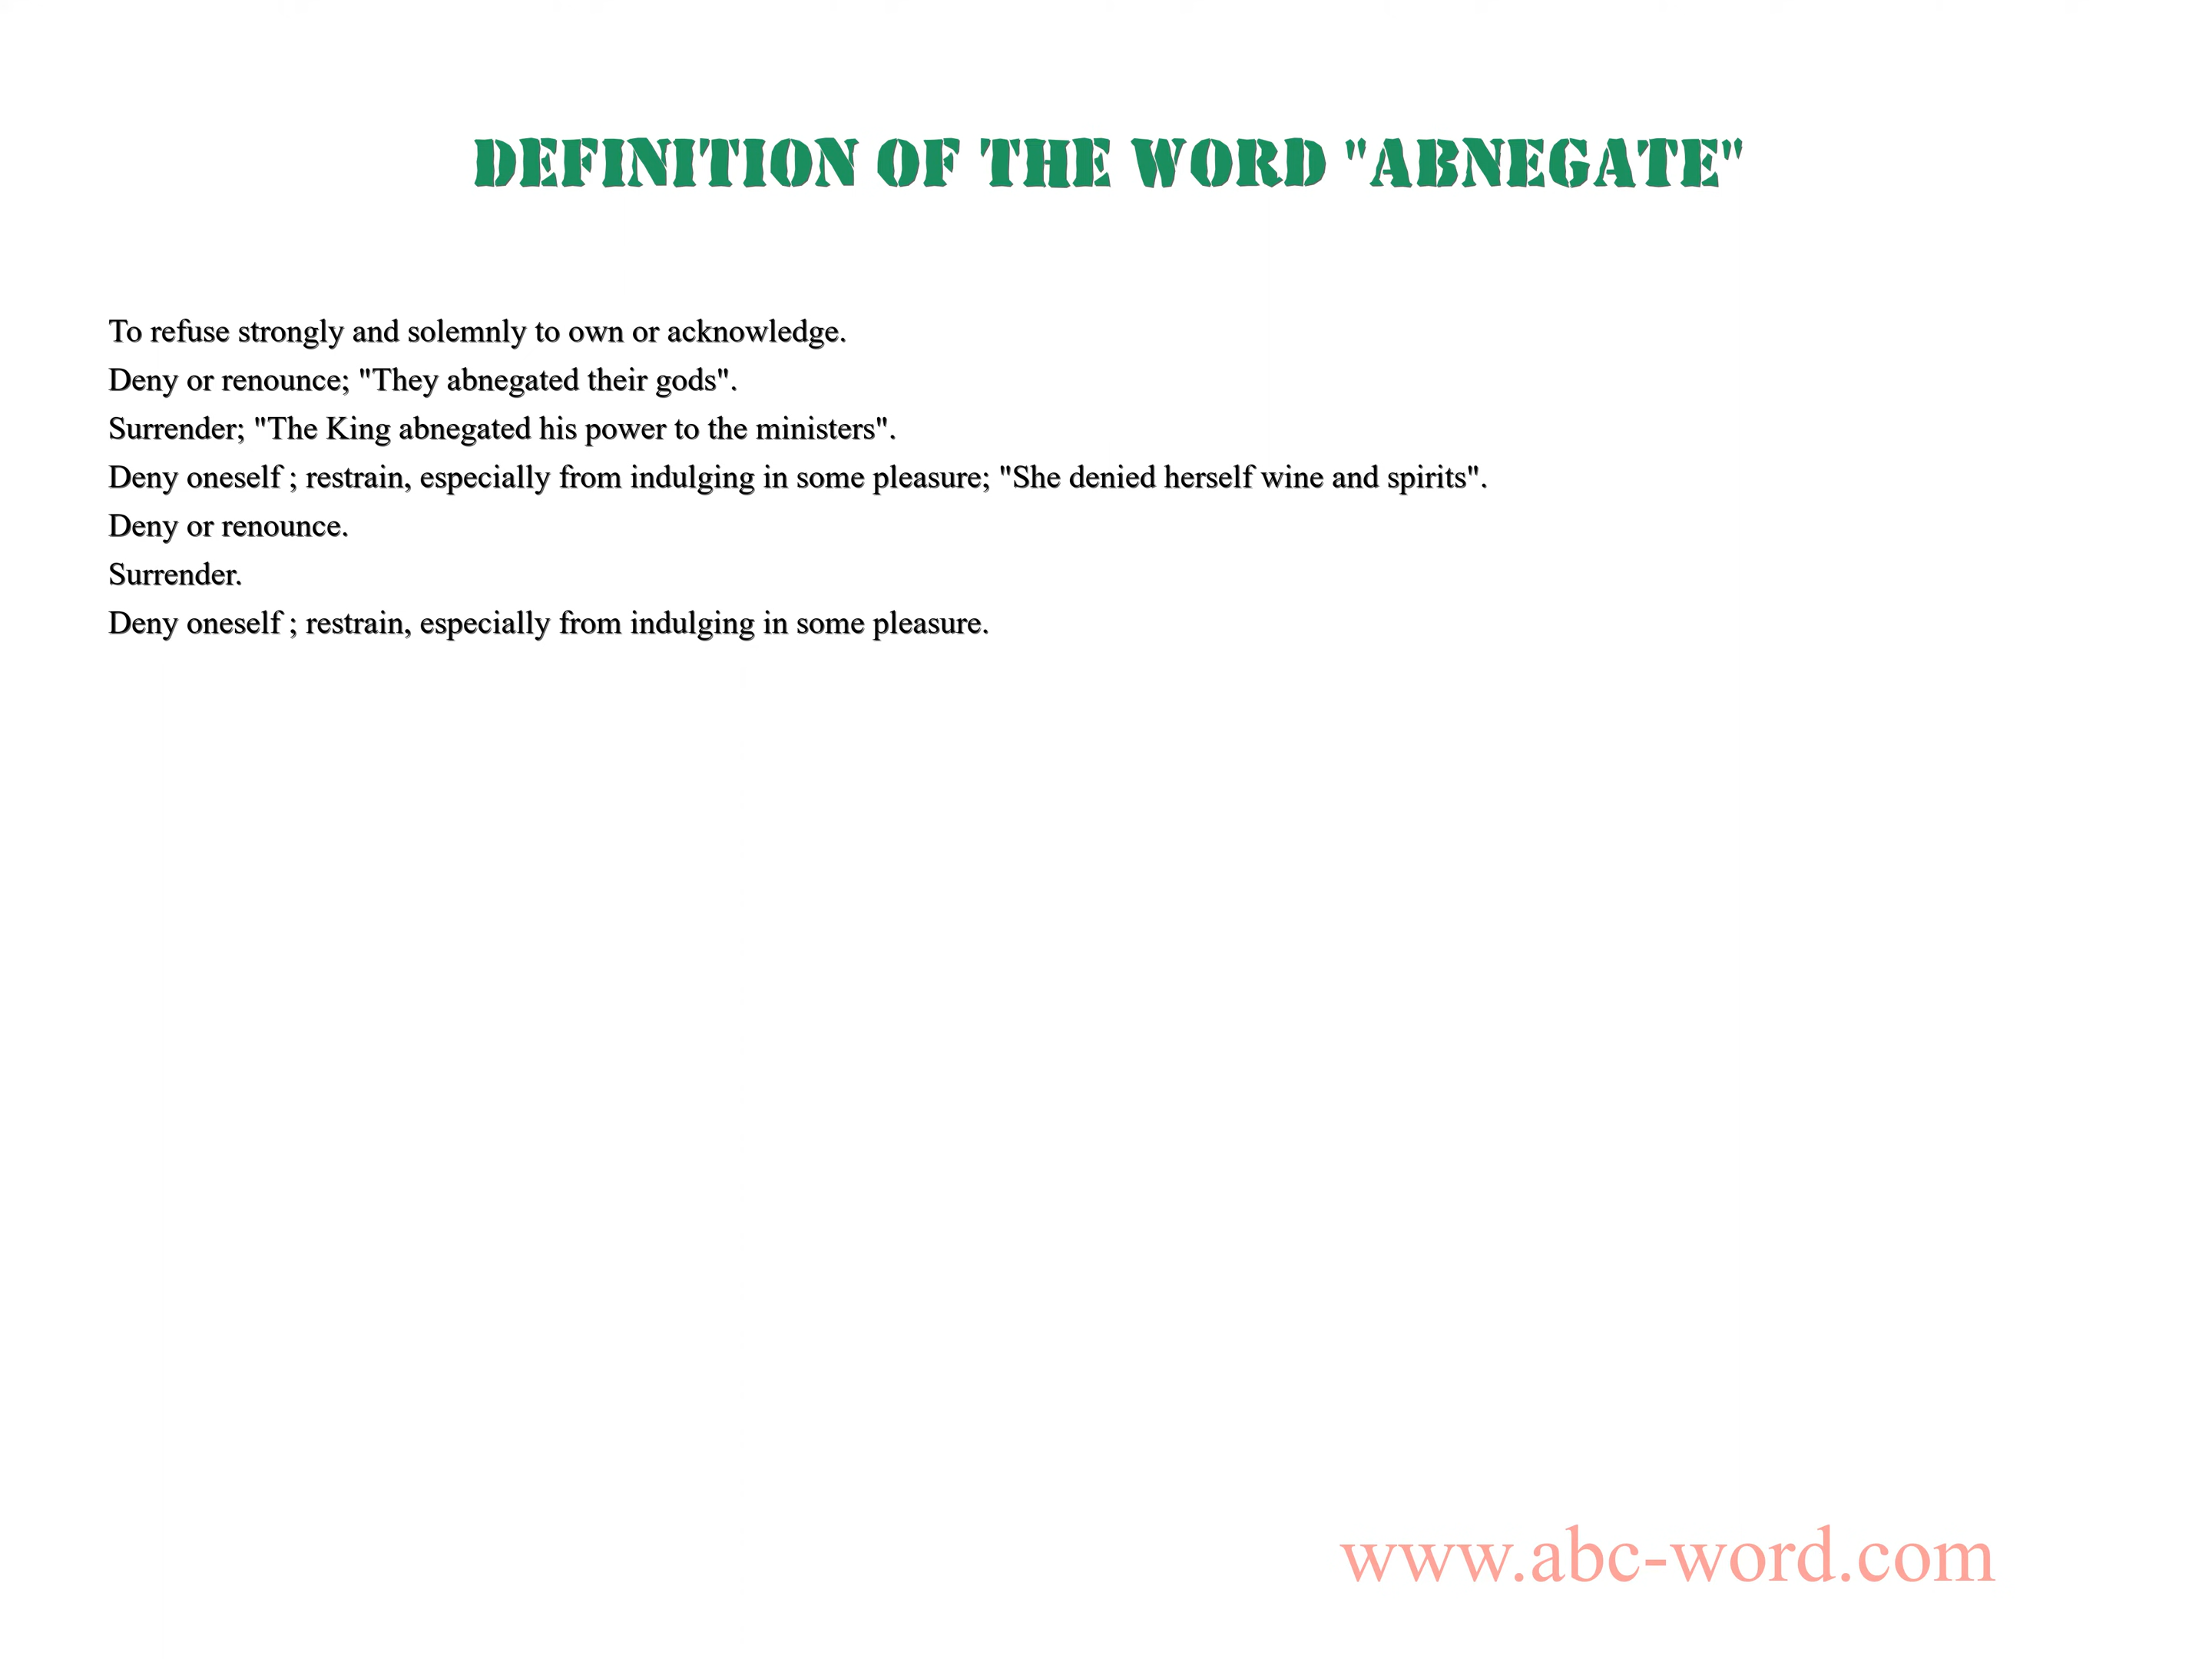 DEFINITION OF THE WORD "ABNEGATE"
To refuse strongly and solemnly to own or acknowledge.
Deny or renounce; "They abnegated their gods".
Surrender; "The King abnegated his power to the ministers".
Deny oneself ; restrain, especially from indulging in some pleasure; "She denied herself wine and spirits".
Deny or renounce.
Surrender.
Deny oneself ; restrain, especially from indulging in some pleasure.
www.abc-word.com